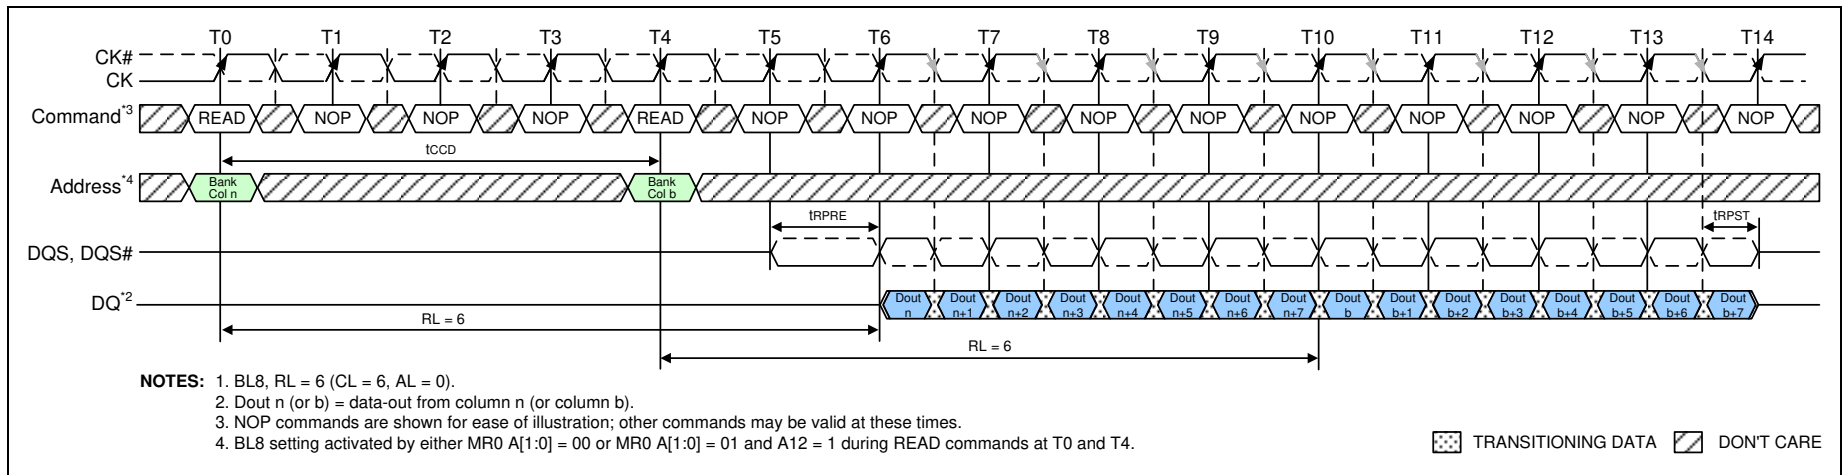 T0 T1 T2 T3 T4 T5 T6 T7 T8 T9 T10 T11 T12 T13 T14
CK#
CK
Command*3 READ NOP NOP NOP READ NOP NOP NOP NOP NOP NOP NOP NOP NOP NOP
tCCD
Address*4 Bank Col n Bank Col b
tRPRE tRPST
DQS, DQS#
DQ*2 Dout n Dout n+1 Dout n+2 Dout n+3 Dout n+4 Dout n+5 Dout n+6 Dout n+7 Dout b Dout b+1 Dout b+2 Dout b+3 Dout b+4 Dout b+5 Dout b+6 Dout b+7
RL = 6
RL = 6
NOTES: 1. BL8, RL = 6 (CL = 6, AL = 0).
2. Dout n (or b) = data-out from column n (or column b).
3. NOP commands are shown for ease of illustration; other commands may be valid at these times.
4. BL8 setting activated by either MR0 A[1:0] = 00 or MR0 A[1:0] = 01 and A12 = 1 during READ commands at T0 and T4.
TRANSITIONING DATA DON'T CARE